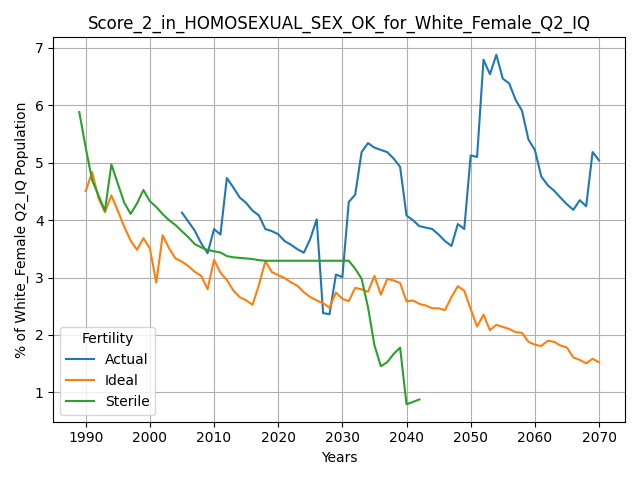 Score_2_in_HOMOSEXUAL_SEX_OK_for_White_Female_Q2_IQ
% of White_Female Q2_IQ Population
7
6
5
4
3
2
1
Fertility
Actual
Ideal
Sterile
1990 2000 2010 2020 2030 2040 2050 2060 2070
Years